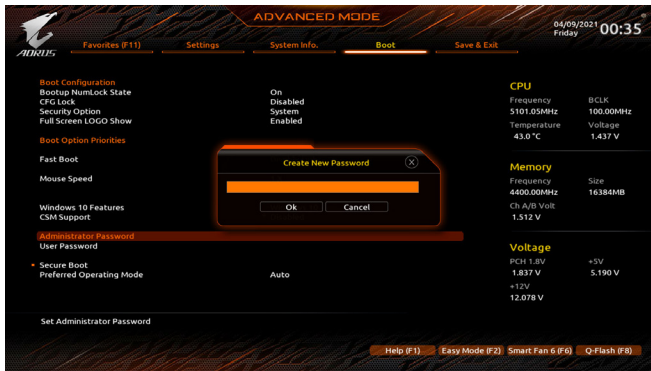 ADVANCED MODE
04/09/2021
Friday
00:35
AORUS
Favorites (F11) Settings System Info. Boot Save & Exit
Boot Configuration
Bootup NumLock State On
CFG Lock Disabled
Security Option System
Full Screen LOGO Show Enabled
Boot Option Priorities
Fast Boot
Mouse Speed
Windows 10 Features
CSM Support
Administrator Password
User Password
Secure Boot
Preferred Operating Mode Auto
Create New Password X
Ok Cancel
CPU
Frequency BCLK
5101.05MHz 100.00MHz
Temperature Voltage
43.0 °C 1.437 V
Memory
Frequency Size
4400.00MHz 16384MB
Ch A/B Volt
1.512 V
Voltage
PCH 1.8V +5V
1.837 V 5.190 V
+12V
12.078 V
Set Administrator Password
Help (F1) Easy Mode (F2) Smart Fan 6 (F6) Q-Flash (F8)